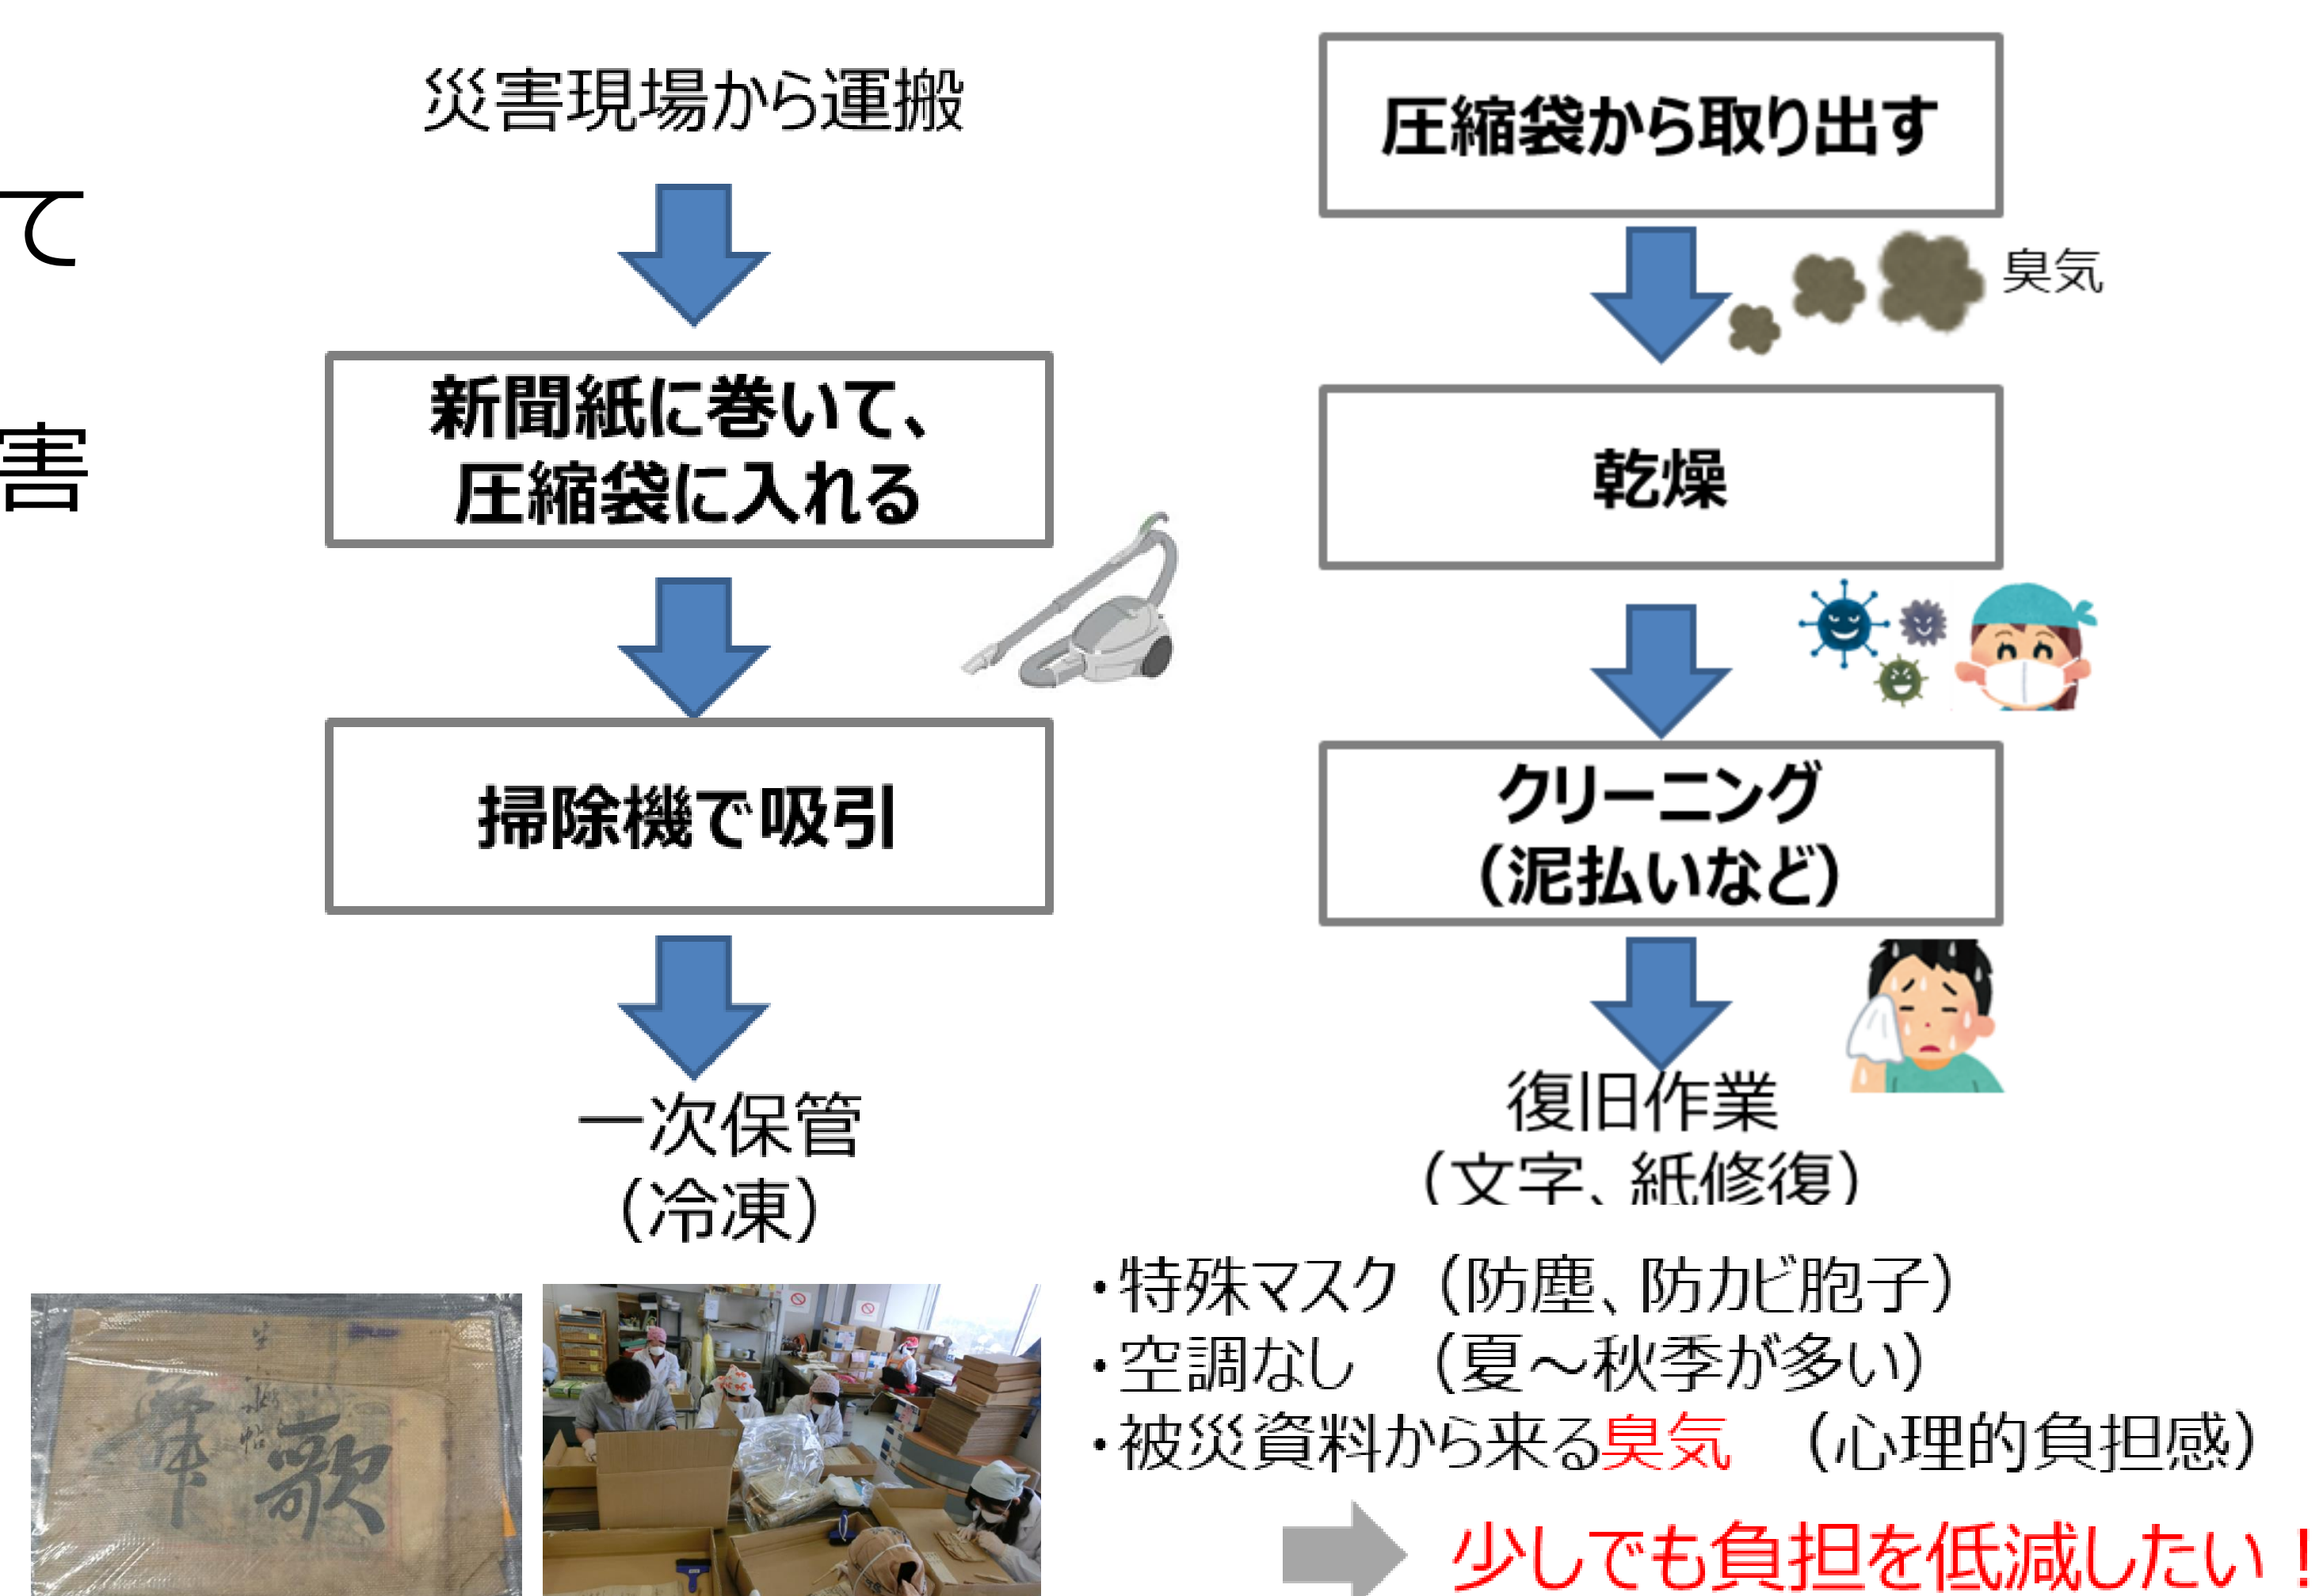 て
害
災害現場から運搬
新聞紙に巻いて、
圧縮袋に入れる
掃除機で吸引
一次保管
（冷凍）
圧縮袋から取り出す
臭気
乾燥
クリーニング
（泥払いなど）
復旧作業
（文字、紙修復）
・特殊マスク（防塵、防カビ胞子）
・空調なし　（夏～秋季が多い）
・被災資料から来る臭気　（心理的負担感）
少しでも負担を低減したい！
歌